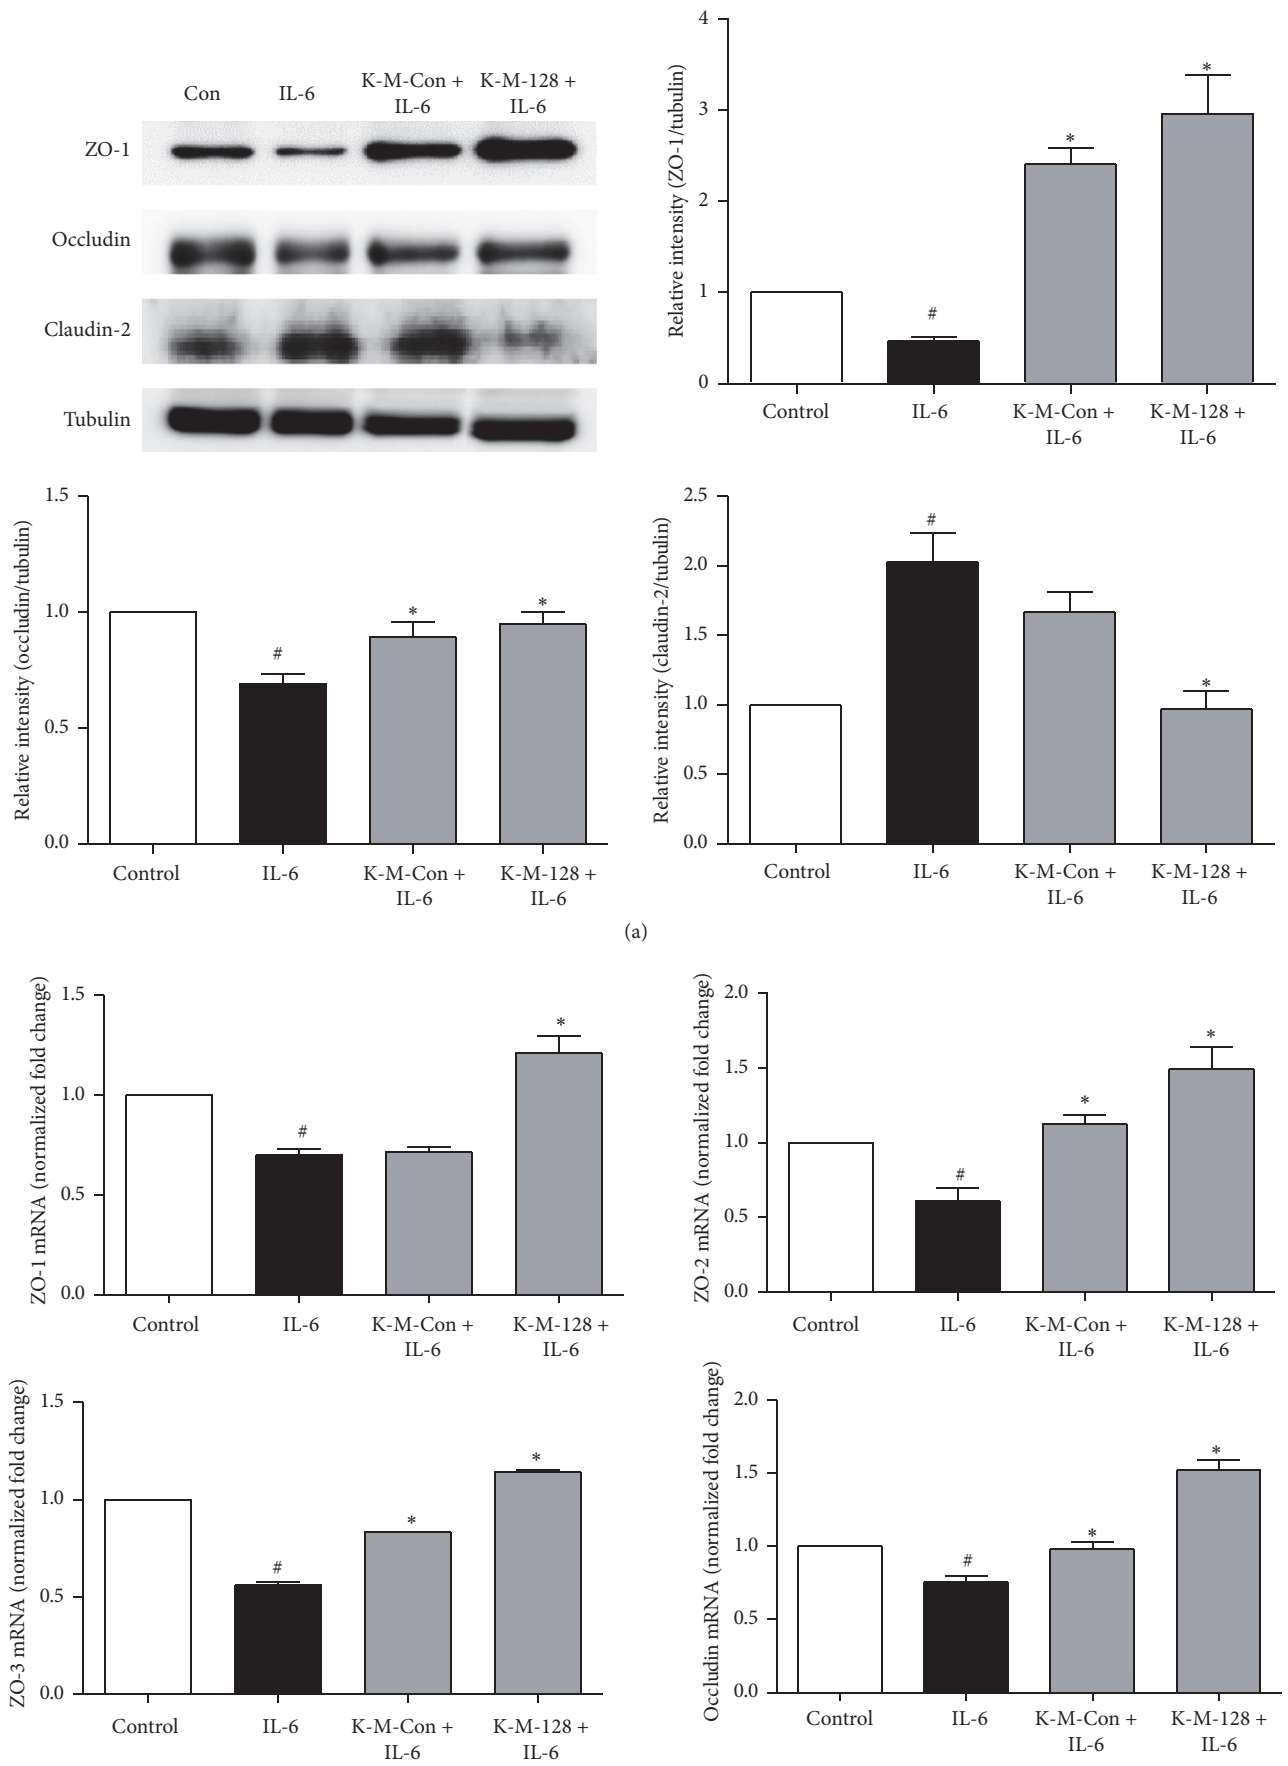 Con
IL-6
K-M-Con +
IL-6
K-M-128 +
IL-6
ZO-1
Occludin
Claudin-2
Tubulin
Relative intensity (ZO-1/tubulin)
4
3
2
1
0
#
*
*
Control
IL-6
K-M-Con +
IL-6
K-M-128 +
IL-6
Relative intensity (occludin/tubulin)
1.5
1.0
0.5
0.0
#
*
*
Control
IL-6
K-M-Con +
IL-6
K-M-128 +
IL-6
Relative intensity (claudin-2/tubulin)
2.5
2.0
1.5
1.0
0.5
0.0
#
*
Control
IL-6
K-M-Con +
IL-6
K-M-128 +
IL-6
(a)
ZO-1 mRNA (normalized fold change)
1.5
1.0
0.5
0.0
#
*
Control
IL-6
K-M-Con +
IL-6
K-M-128 +
IL-6
ZO-2 mRNA (normalized fold change)
2.0
1.5
1.0
0.5
0.0
#
*
*
Control
IL-6
K-M-Con +
IL-6
K-M-128 +
IL-6
ZO-3 mRNA (normalized fold change)
1.5
1.0
0.5
0.0
#
*
*
Control
IL-6
K-M-Con +
IL-6
K-M-128 +
IL-6
Occludin mRNA (normalized fold change)
2.0
1.5
1.0
0.5
0.0
#
*
*
Control
IL-6
K-M-Con +
IL-6
K-M-128 +
IL-6